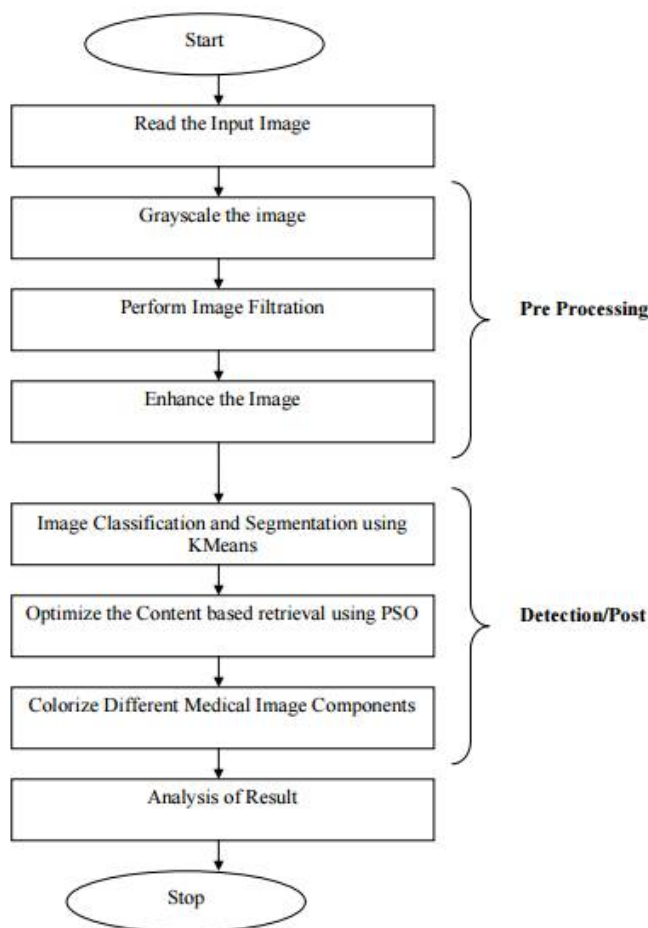 Start
Read the Input Image
Grayscale the image
Perform Image Filtration
Pre Processing
Enhance the Image
Image Classification and Segmentation using
KMeans
Optimize the Content based retrieval using PSO
Detection/Post
Colorize Different Medical Image Components
Analysis of Result
Stop